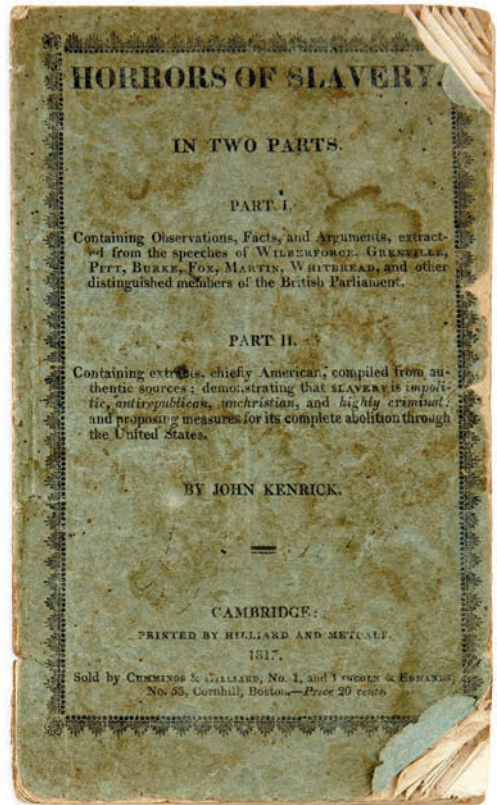 HORRORS OF SLAVERY.
IN TWO PARTS.
PART I.
Containing Observations, Facts, and Arguments, extract-
ed from the speeches of WILBERFORCE, GRENVILLE,
PITT, BURKE, FOX, MARTIN, WHITBREAD, and other
distinguished members of the British Parliament.
PART II.
Containing extracts, chiefly American, compiled from au-
thentic sources; demonstrating that SLAVERY is impoli-
tic, antirepublican, unchristian, and highly criminal;
and proposing measures for its complete abolition through
the United States.
BY JOHN KENRICK.
CAMBRIDGE:
PRINTED BY HILLIARD AND METCALF.
1817.
Sold by CUMMINGS & HILLIARD, No. 1, and LINCOLN & EDMANDS,
No. 53, Cornhill, Boston.—Price 20 cents.